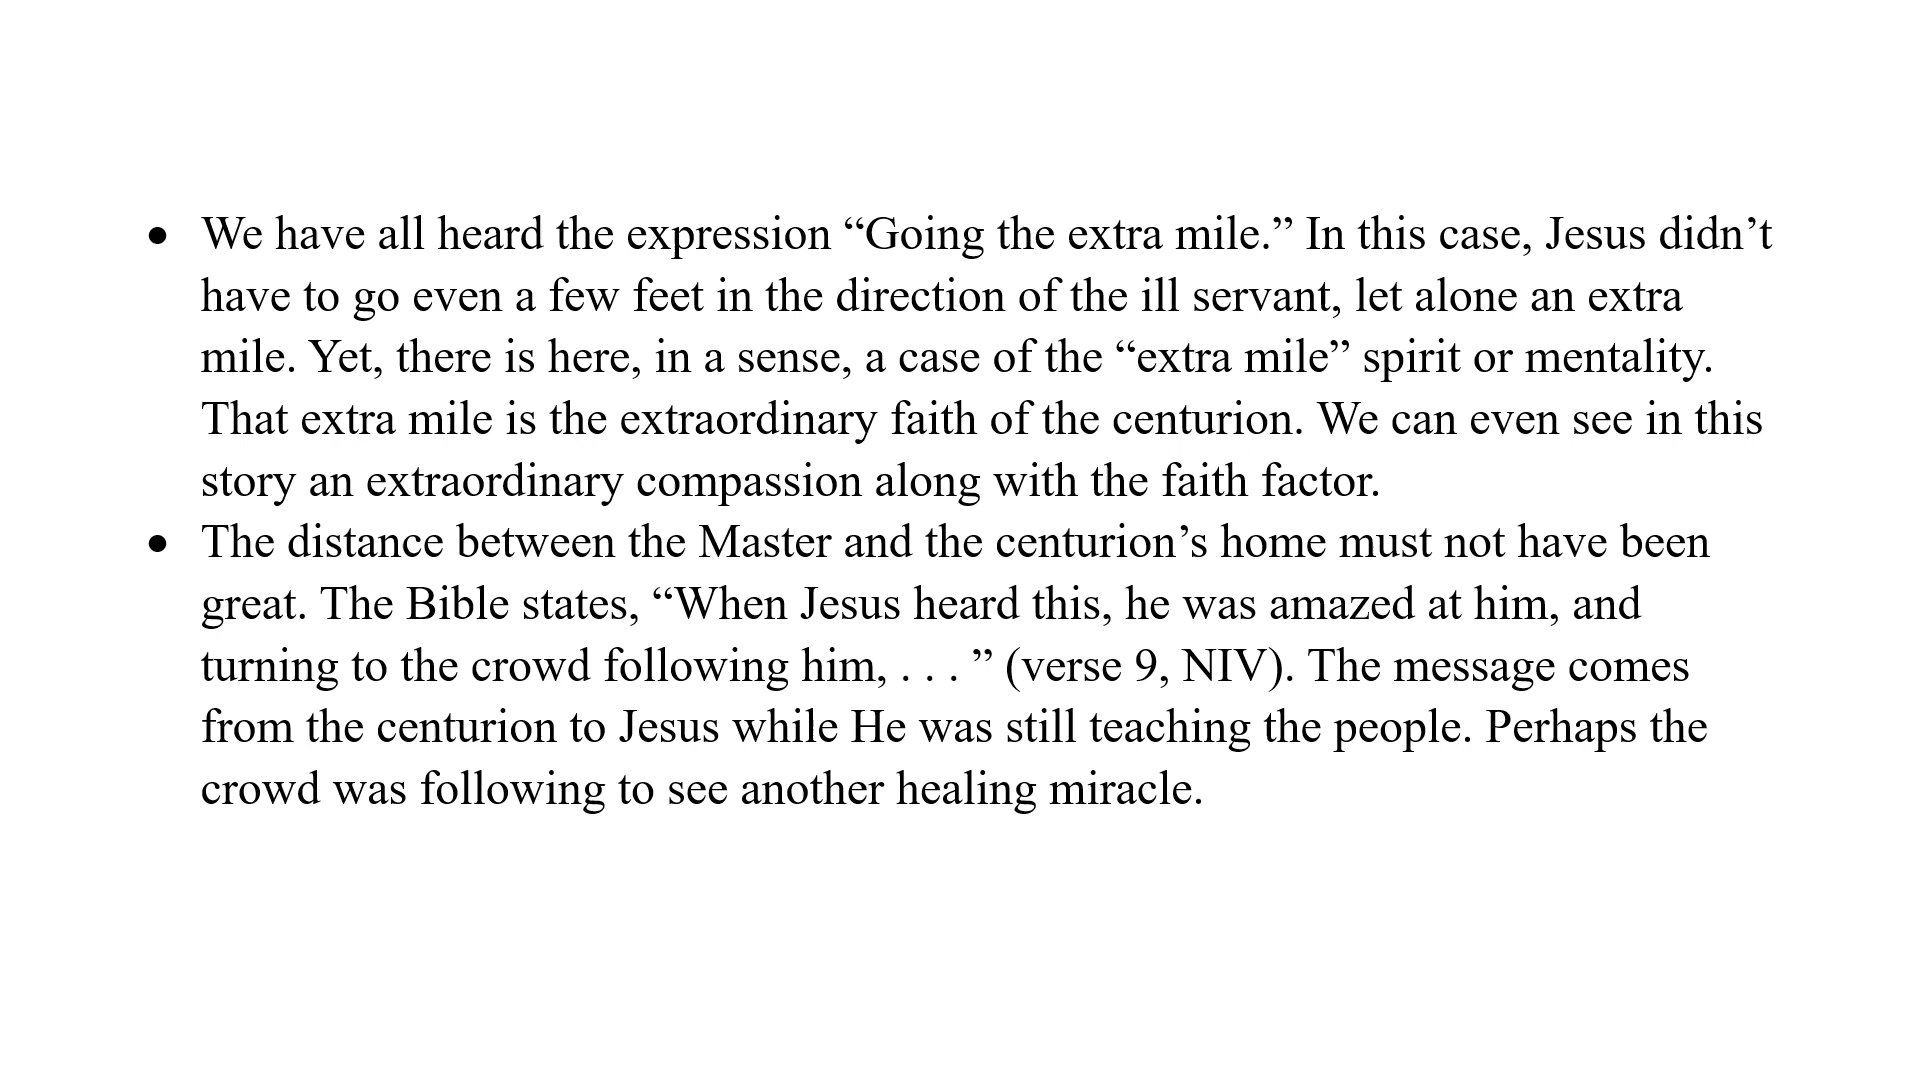 • We have all heard the expression “Going the extra mile.” In this case, Jesus didn’t
have to go even a few feet in the direction of the ill servant, let alone an extra
mile. Yet, there is here, in a sense, a case of the “extra mile” spirit or mentality.
That extra mile is the extraordinary faith of the centurion. We can even see in this
story an extraordinary compassion along with the faith factor.
• The distance between the Master and the centurion’s home must not have been
great. The Bible states, “When Jesus heard this, he was amazed at him, and
turning to the crowd following him, . . . ” (verse 9, NIV). The message comes
from the centurion to Jesus while He was still teaching the people. Perhaps the
crowd was following to see another healing miracle.